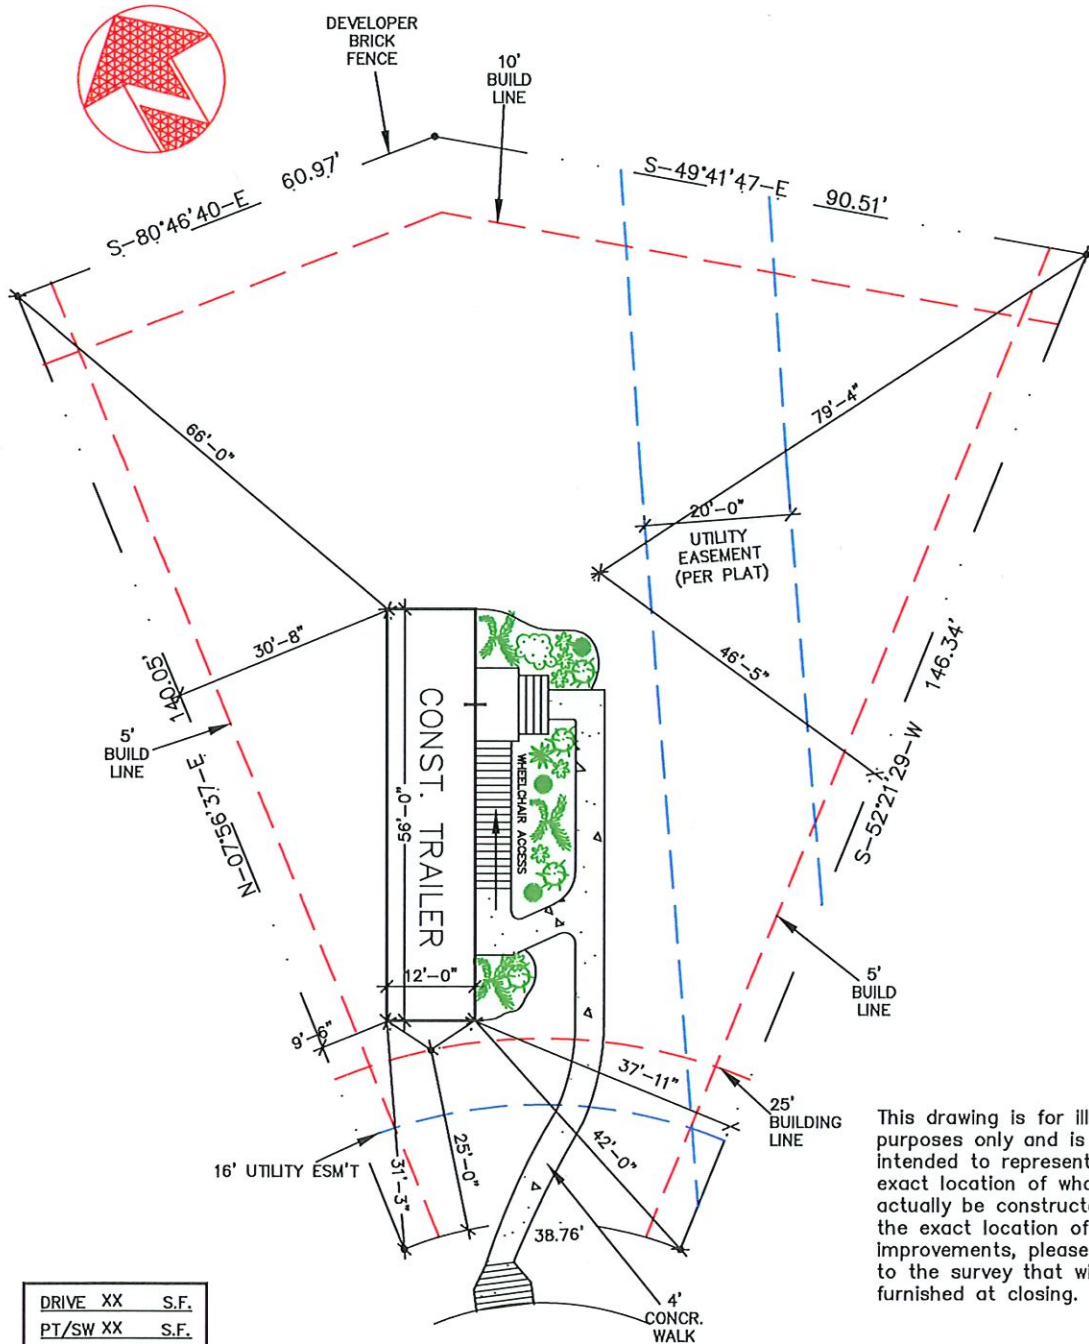 DEVELOPER
BRICK
FENCE
10'
BUILD
LINE
S-80°46'40-E 60.97'
S-49°41'47-E 90.51'
66'-0"
79'-4"
20'-0"
UTILITY
EASEMENT
(PER PLAT)
30'-8"
46'-5"
140.05'
N-07°56'37-E
146.34'
S-52°21'29-W
5'
BUILD
LINE
CONST. TRAILER
56'-0"
WHEELCHAIR ACCESS
12'-0"
5'
BUILD
LINE
9'-6"
37'-11"
25'
BUILDING
LINE
16' UTILITY ESM'T
31'-3"
25'-0"
42'-0"
38.76'
4'
CONCR.
WALK
This drawing is for ill
purposes only and is
intended to represent
exact location of wha
actually be constructe
the exact location of
improvements, please
to the survey that wi
furnished at closing.
DRIVE XX S.F.
PT/SW XX S.F.